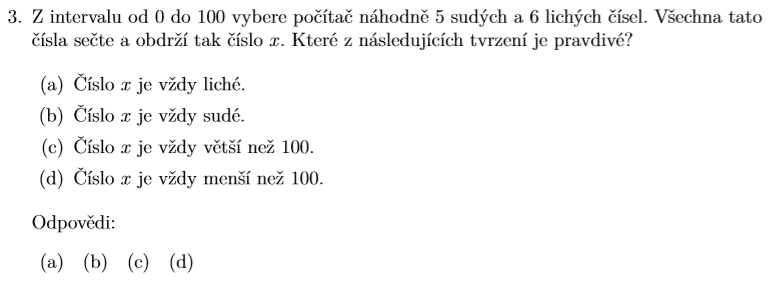 3. Z intervalu od 0 do 100 vybere počítač náhodně 5 sudých a 6 lichých čísel. Všechna tato
čísla sečte a obdrží tak číslo x. Které z následujících tvrzení je pravdivé?
(a) Číslo x je vždy liché.
(b) Číslo x je vždy sudé.
(c) Číslo x je vždy větší než 100.
(d) Číslo x je vždy menší než 100.
Odpovědi:
(a) (b) (c) (d)